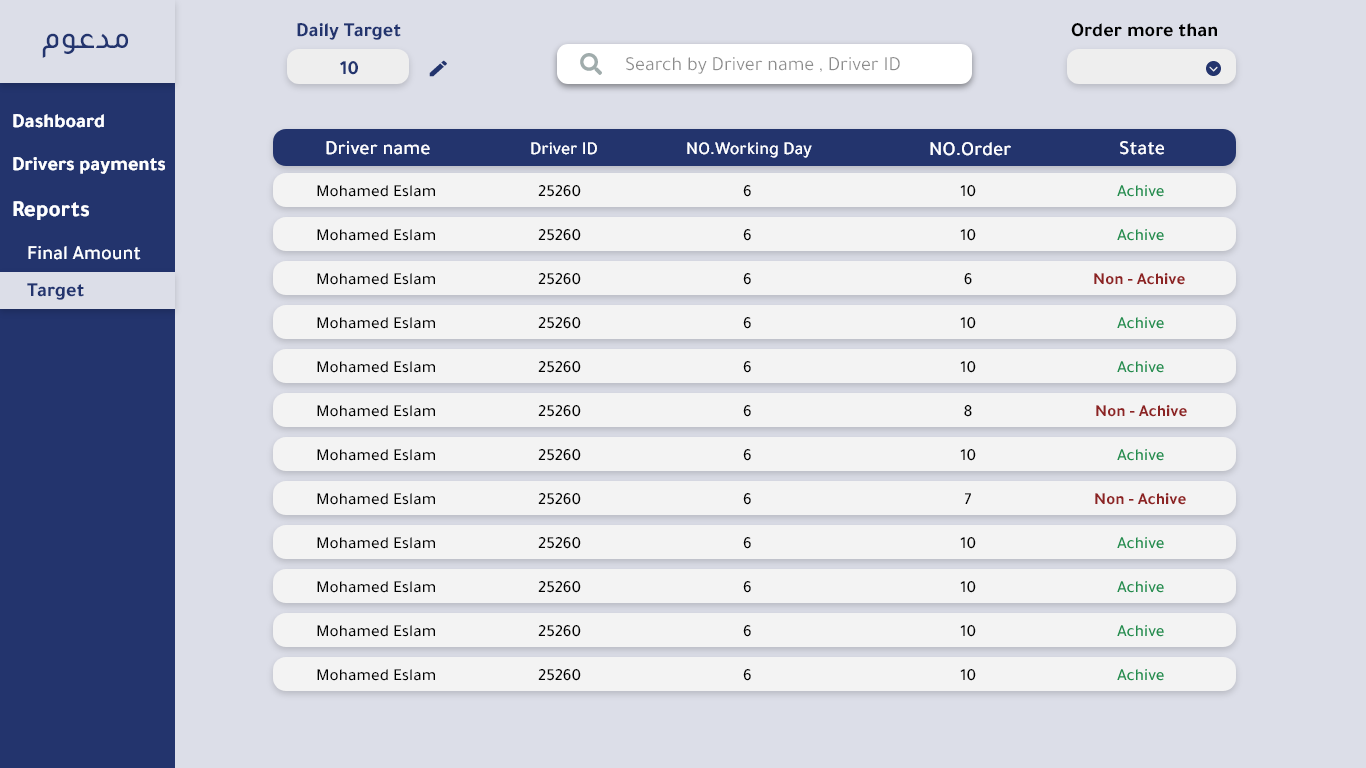 مدعوم
Dashboard
Drivers payments
Reports
Final Amount
Target
Daily Target
10
Search by Driver name , Driver ID
Order more than
Driver name Driver ID NO.Working Day NO.Order State
Mohamed Eslam 25260 6 10 Achive
Mohamed Eslam 25260 6 10 Achive
Mohamed Eslam 25260 6 6 Non - Achive
Mohamed Eslam 25260 6 10 Achive
Mohamed Eslam 25260 6 10 Achive
Mohamed Eslam 25260 6 8 Non - Achive
Mohamed Eslam 25260 6 10 Achive
Mohamed Eslam 25260 6 7 Non - Achive
Mohamed Eslam 25260 6 10 Achive
Mohamed Eslam 25260 6 10 Achive
Mohamed Eslam 25260 6 10 Achive
Mohamed Eslam 25260 6 10 Achive